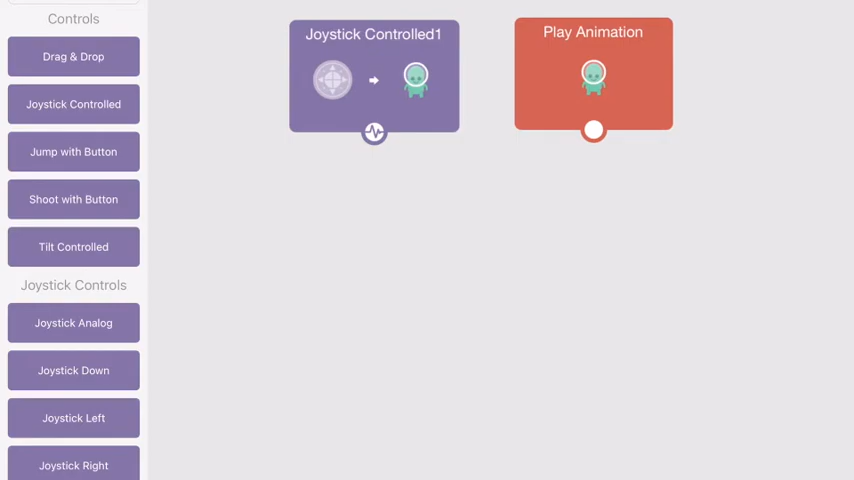 Controls
Drag & Drop
Joystick Controlled
Jump with Button
Shoot with Button
Tilt Controlled
Joystick Controls
Joystick Analog
Joystick Down
Joystick Left
Joystick Right
Joystick Controlled1
Play Animation